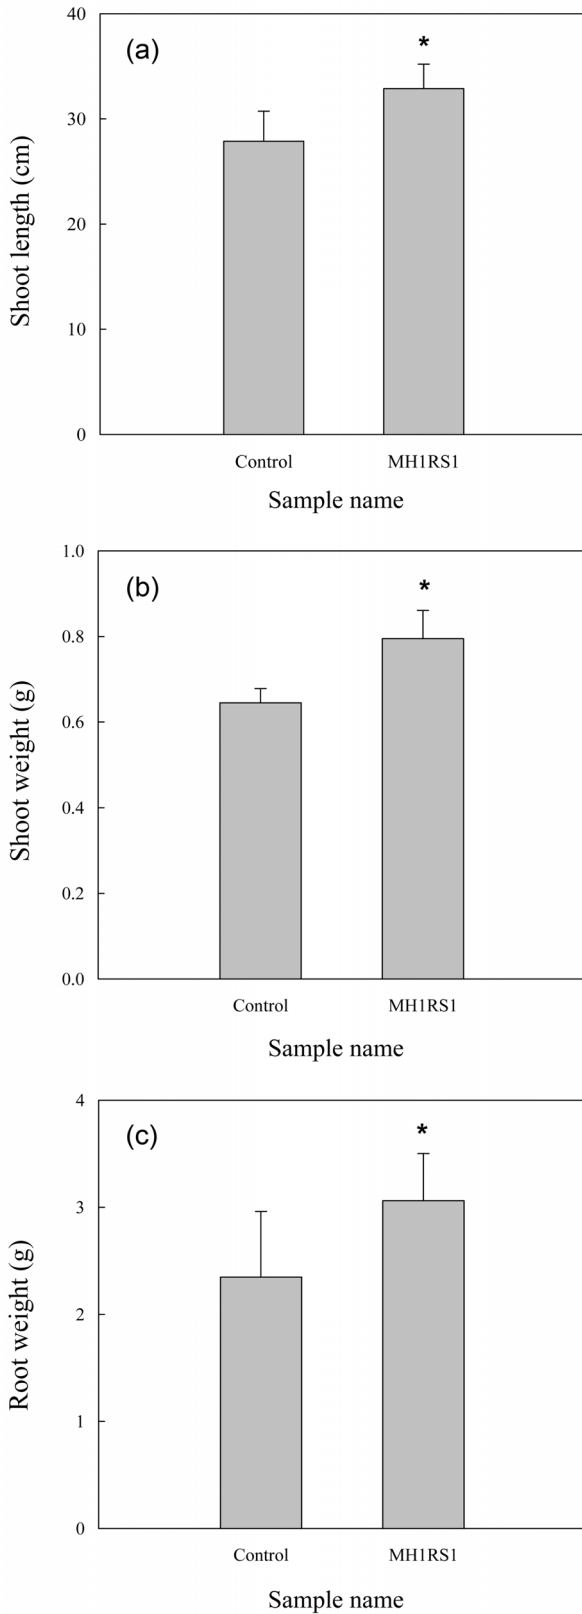 40
(a)
*
30
20
10
0
Shoot length (cm)
Control MH1RS1
Sample name
1.0
(b)
*
0.8
0.6
0.4
0.2
0.0
Shoot weight (g)
Control MH1RS1
Sample name
4
(c)
*
3
2
1
0
Root weight (g)
Control MH1RS1
Sample name